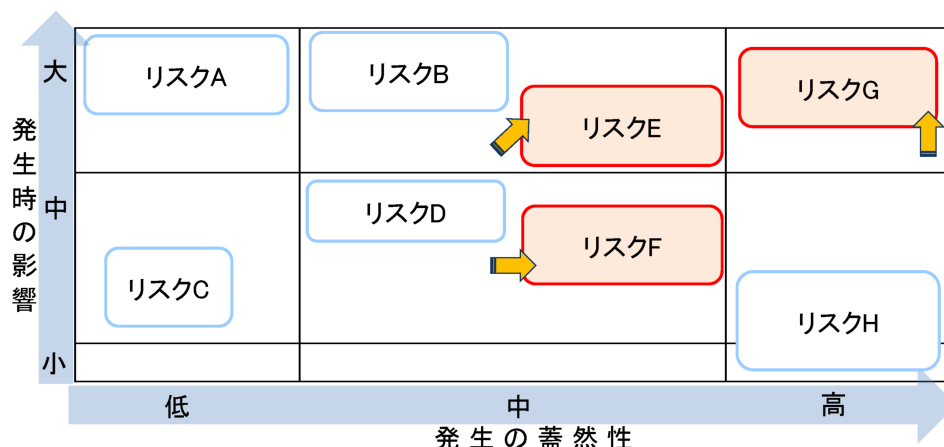 発生時の影響
大
中
小
リスクA
リスクB
リスクE
リスクG
リスクD
リスクF
リスクC
リスクH
低
中
高
発生の蓋然性